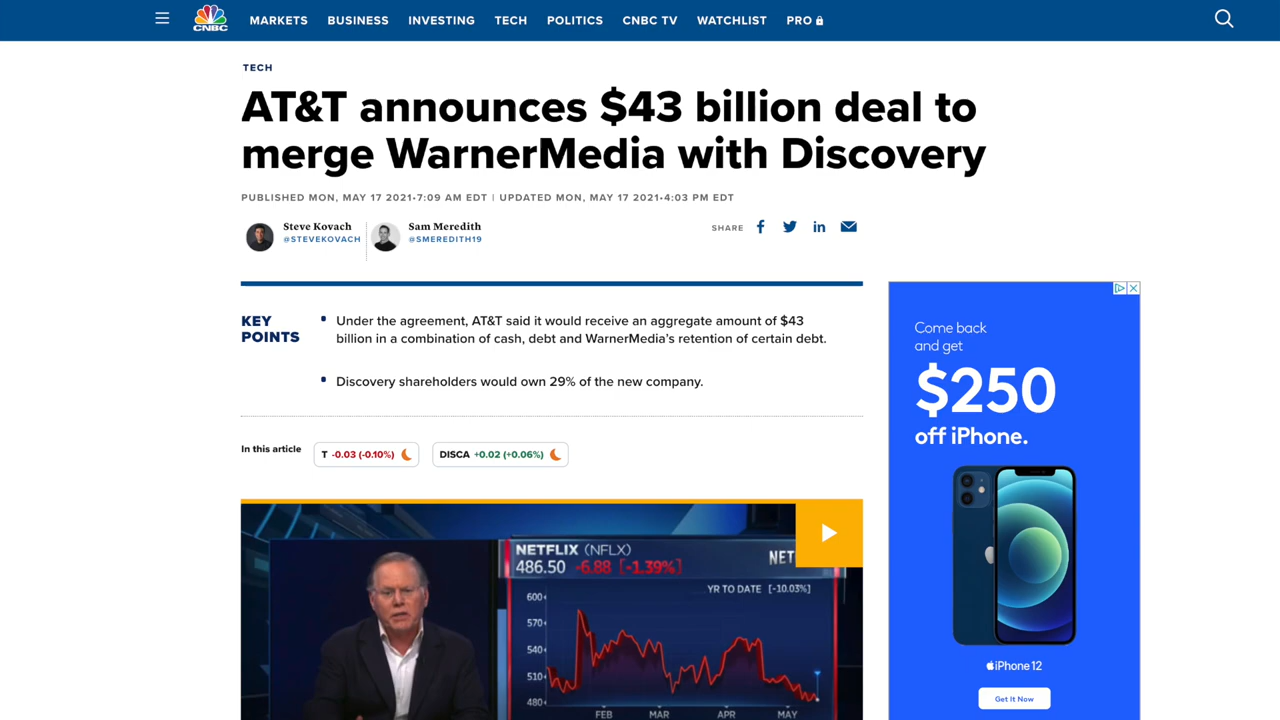 CNBC
MARKETS BUSINESS INVESTING TECH POLITICS CNBC TV WATCHLIST PRO
TECH
AT&T announces $43 billion deal to
merge WarnerMedia with Discovery
PUBLISHED MON, MAY 17 2021•7:09 AM EDT | UPDATED MON, MAY 17 2021•4:03 PM EDT
Steve Kovach
@STEVEKOVACH
Sam Meredith
@SMEREDITH19
SHARE
KEY
POINTS
Under the agreement, AT&T said it would receive an aggregate amount of $43
billion in a combination of cash, debt and WarnerMedia's retention of certain debt.
Discovery shareholders would own 29% of the new company.
In this article
T -0.03 (-0.10%)
DISCA +0.02 (+0.06%)
NETFLIX (NFLX)
486.50 -6.88 [-1.39%]
NET
YR TO DATE [-10.03%]
600
570
540
510
480
FEB MAR APR MAY
Come back
and get
$250
off iPhone.
iPhone 12
Get It Now